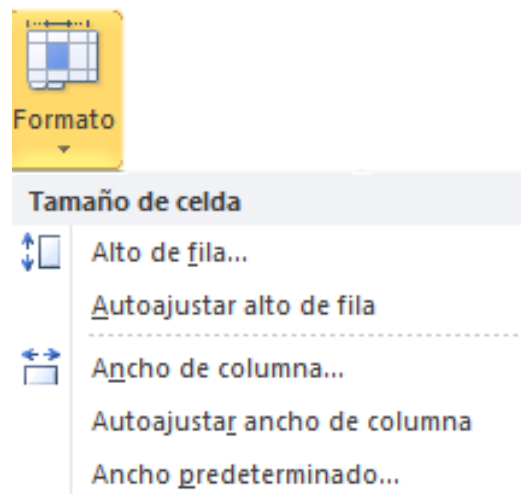 Formato
Tamaño de celda
Alto de fila...
Autoajustar alto de fila
Ancho de columna...
Autoajustar ancho de columna
Ancho predeterminado...